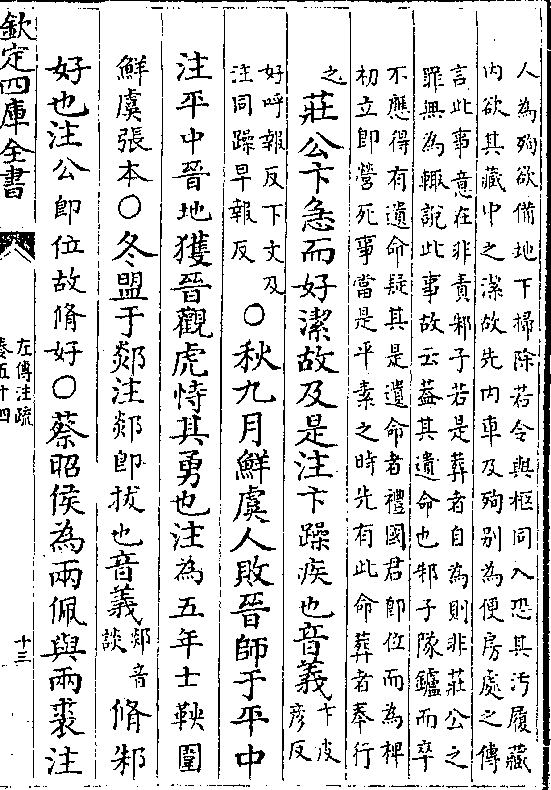 人為殉欲備地下掃除若令與柩同入恐其汚履藏
内欲其藏中之潔故先内車及殉别為便房處之傳
言此事意在非責邾子若是葬者自為則非莊公之
罪無為輙說此事故云葢其遺命也邾子隊鑪而卒
不應得有遺命疑其是遺命者禮國君即位而為椑
初立即營死事當是平素之時先有此命葬者奉行
之
莊公卞急而好潔故及是注卞躁疾也音義
卞皮
彦反
好呼報反下文及
注同躁早報反
○秋九月鮮虞人敗晉師于平中
注平中晉地獲晉觀虎恃其勇也注為五年士鞅圍
鮮虞張本○冬盟于郯注郯即拔也音義
郯音
談
脩邾
好也注公即位故脩好○蔡昭侯為兩佩與兩裘注
欽定四庫全書
左傳注疏
卷五十四
十三